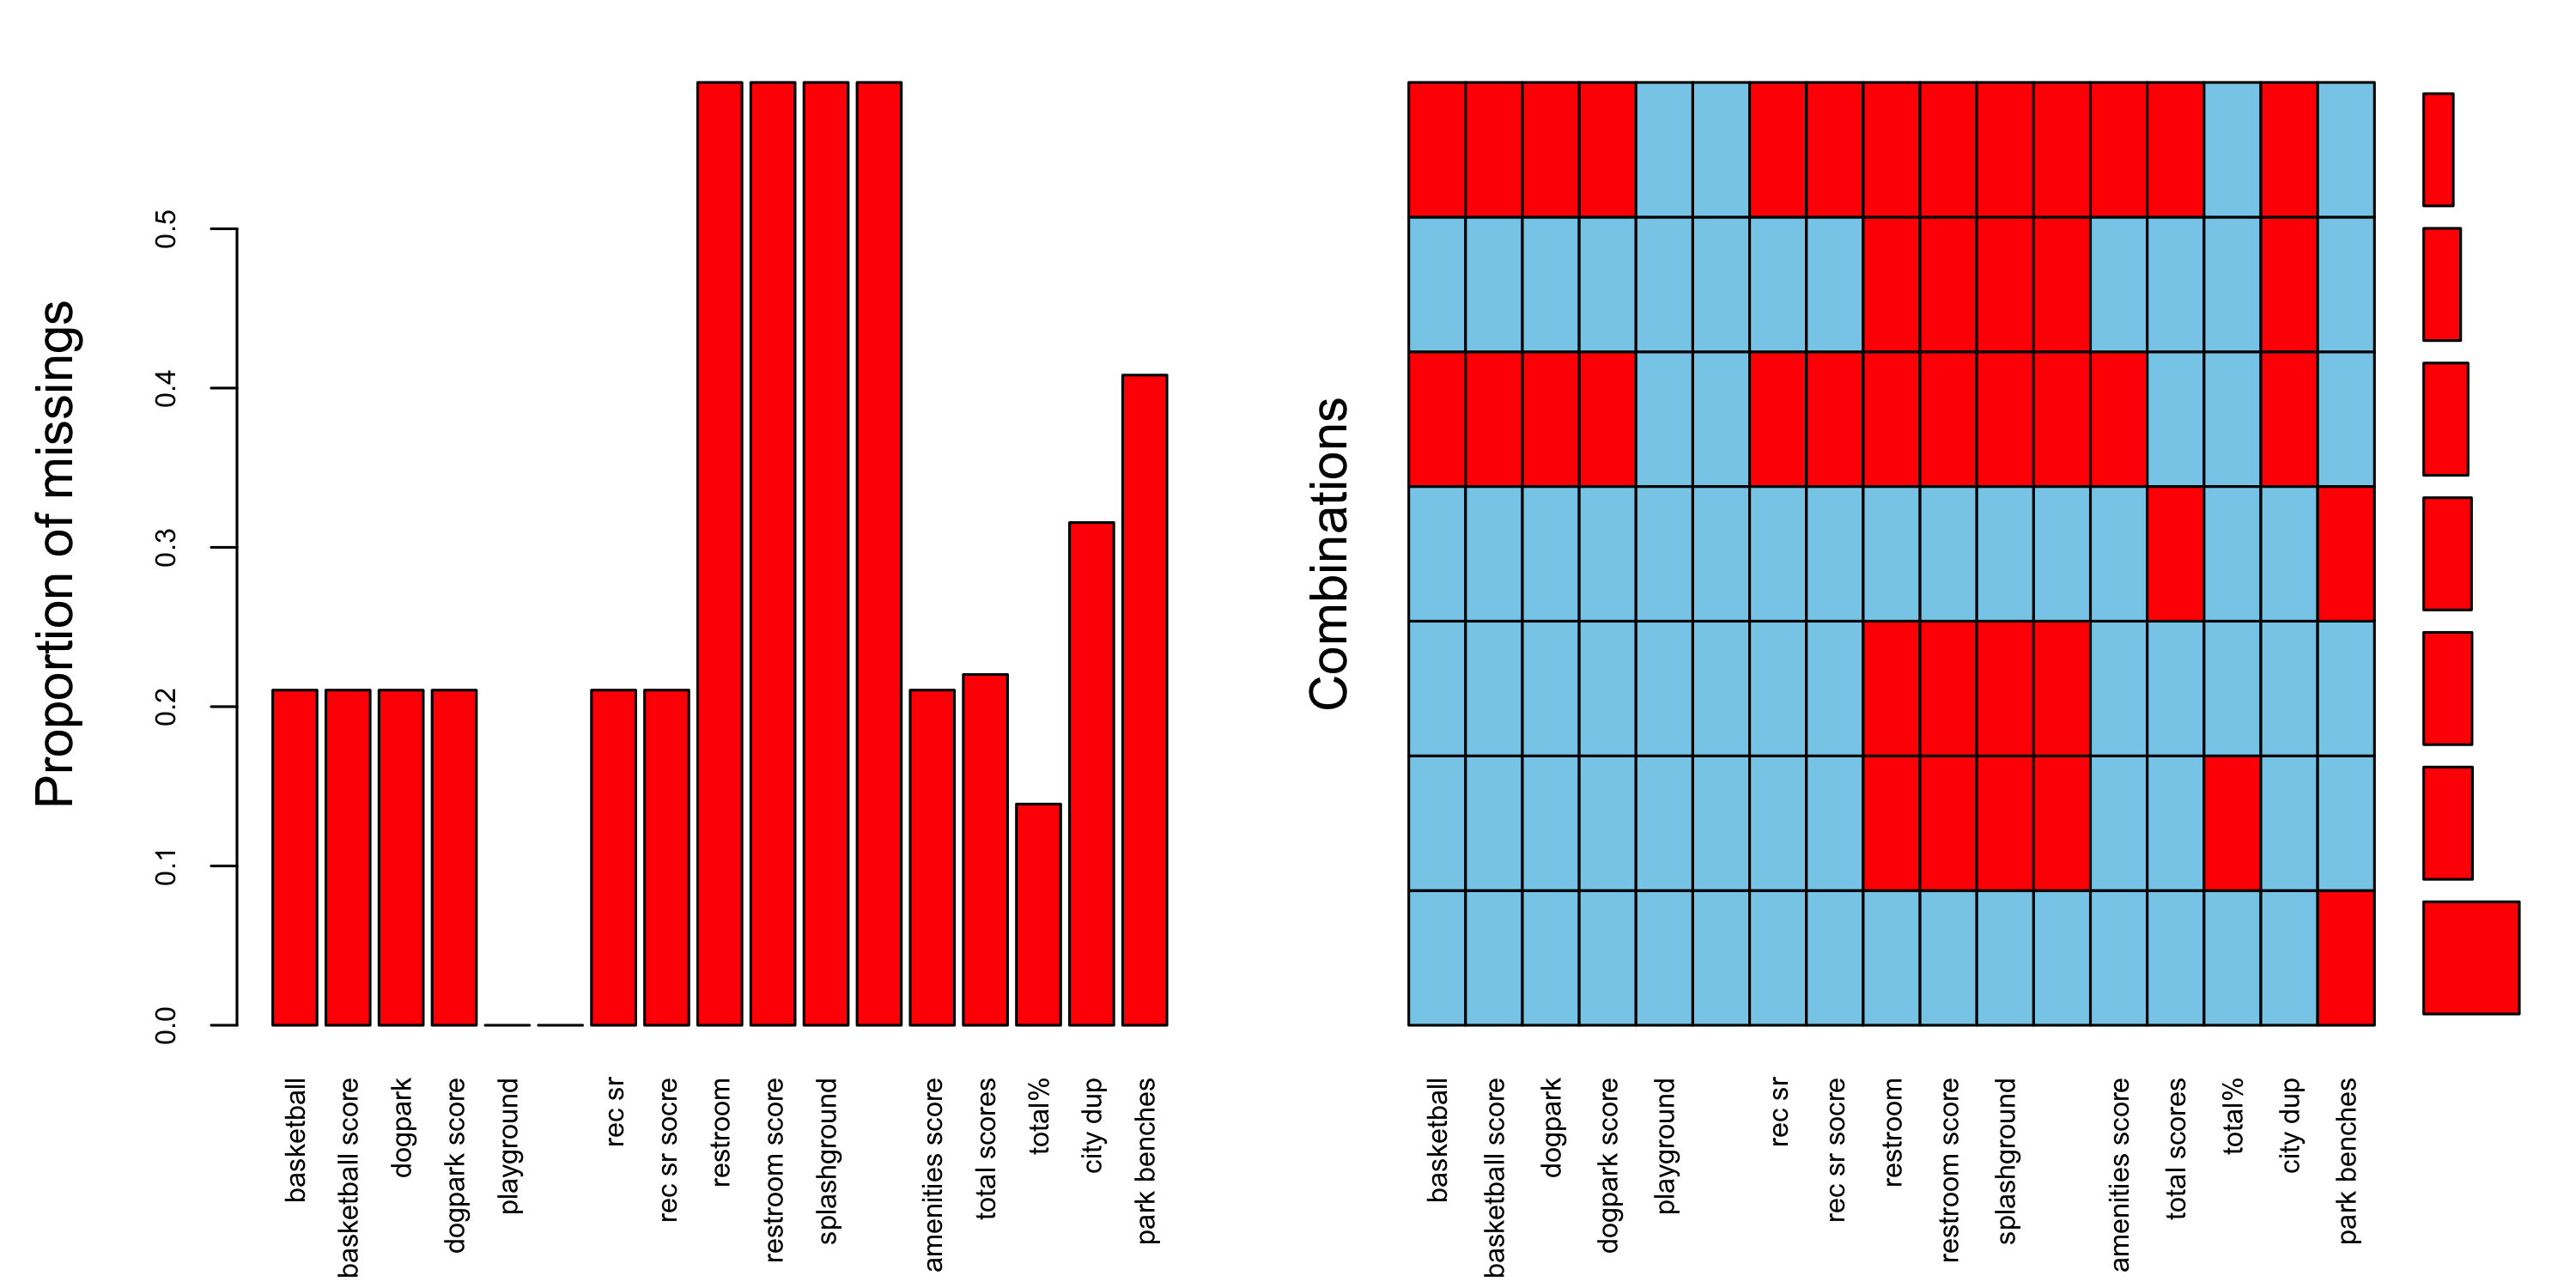 Proportion of missings
0.5
0.4
0.3
0.2
0.1
0.0
basketball
basketball score
dogpark
dogpark score
playground
rec sr
rec sr socre
restroom
restroom score
splashground
amenities score
total scores
total%
city dup
park benches
Combinations
basketball
basketball score
dogpark
dogpark score
playground
rec sr
rec sr socre
restroom
restroom score
splashground
amenities score
total scores
total%
city dup
park benches